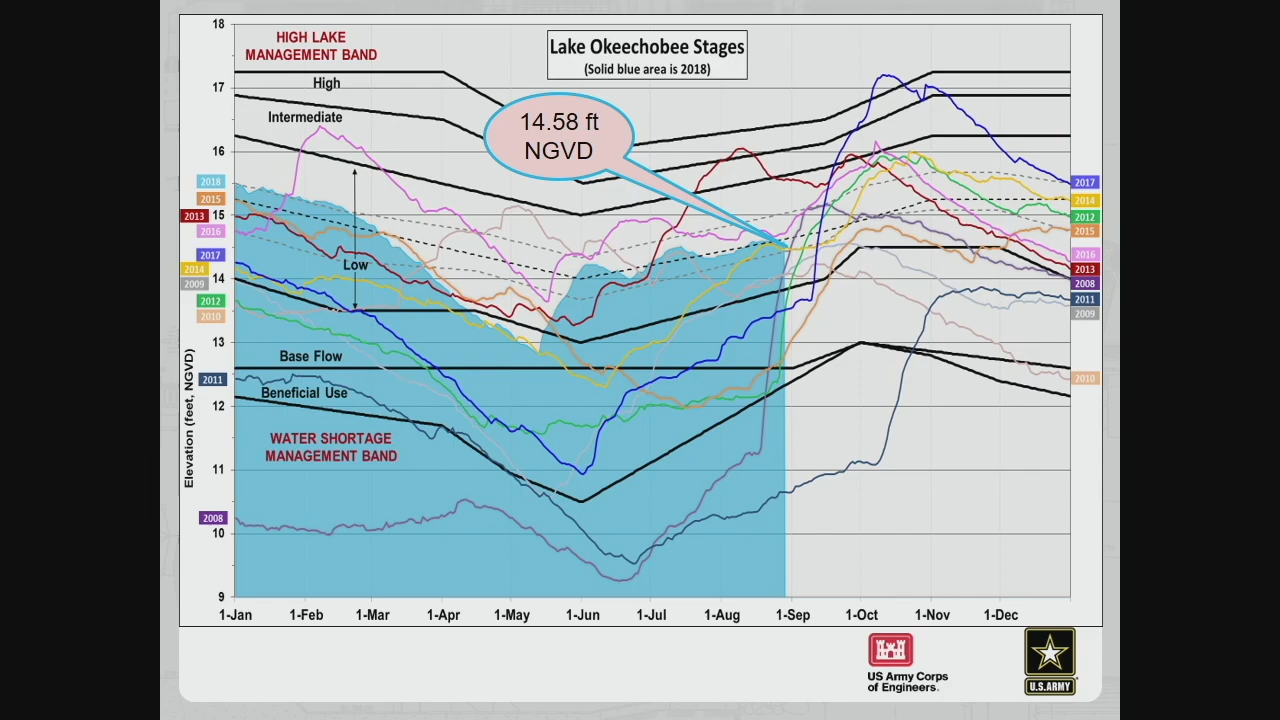 Lake Okeechobee Stages
(Solid blue area is 2018)
HIGH LAKE
MANAGEMENT BAND
High
Intermediate
14.58 ft
NGVD
Low
Base Flow
Beneficial Use
WATER SHORTAGE
MANAGEMENT BAND
Elevation (feet, NGVD)
18
17
16
15
14
13
12
11
10
9
2018
2015
2013
2016
2017
2014
2009
2012
2010
2011
2008
2017
2014
2012
2015
2016
2013
2008
2011
2009
2010
1-Jan
1-Feb
1-Mar
1-Apr
1-May
1-Jun
1-Jul
1-Aug
1-Sep
1-Oct
1-Nov
1-Dec
US Army Corps
of Engineers.
U.S.ARMY